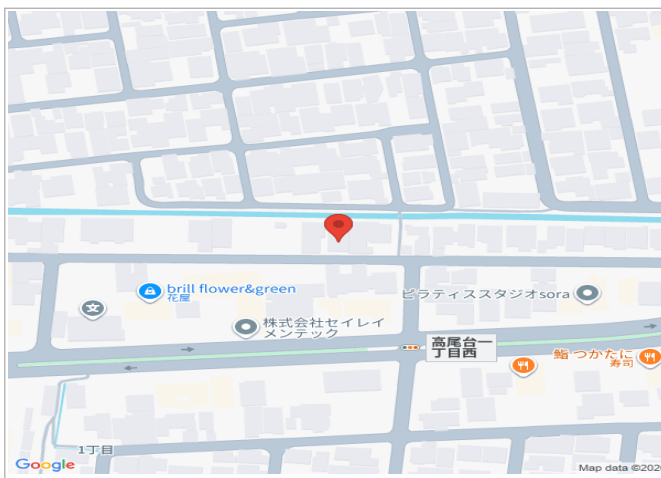 brill flower&green
花屋
文
株式会社セイレイ
メンテック
ピラティススタジオsora
高尾台一
丁目西
鮨 つかたに
寿司
1丁目
Google
Map data ©202